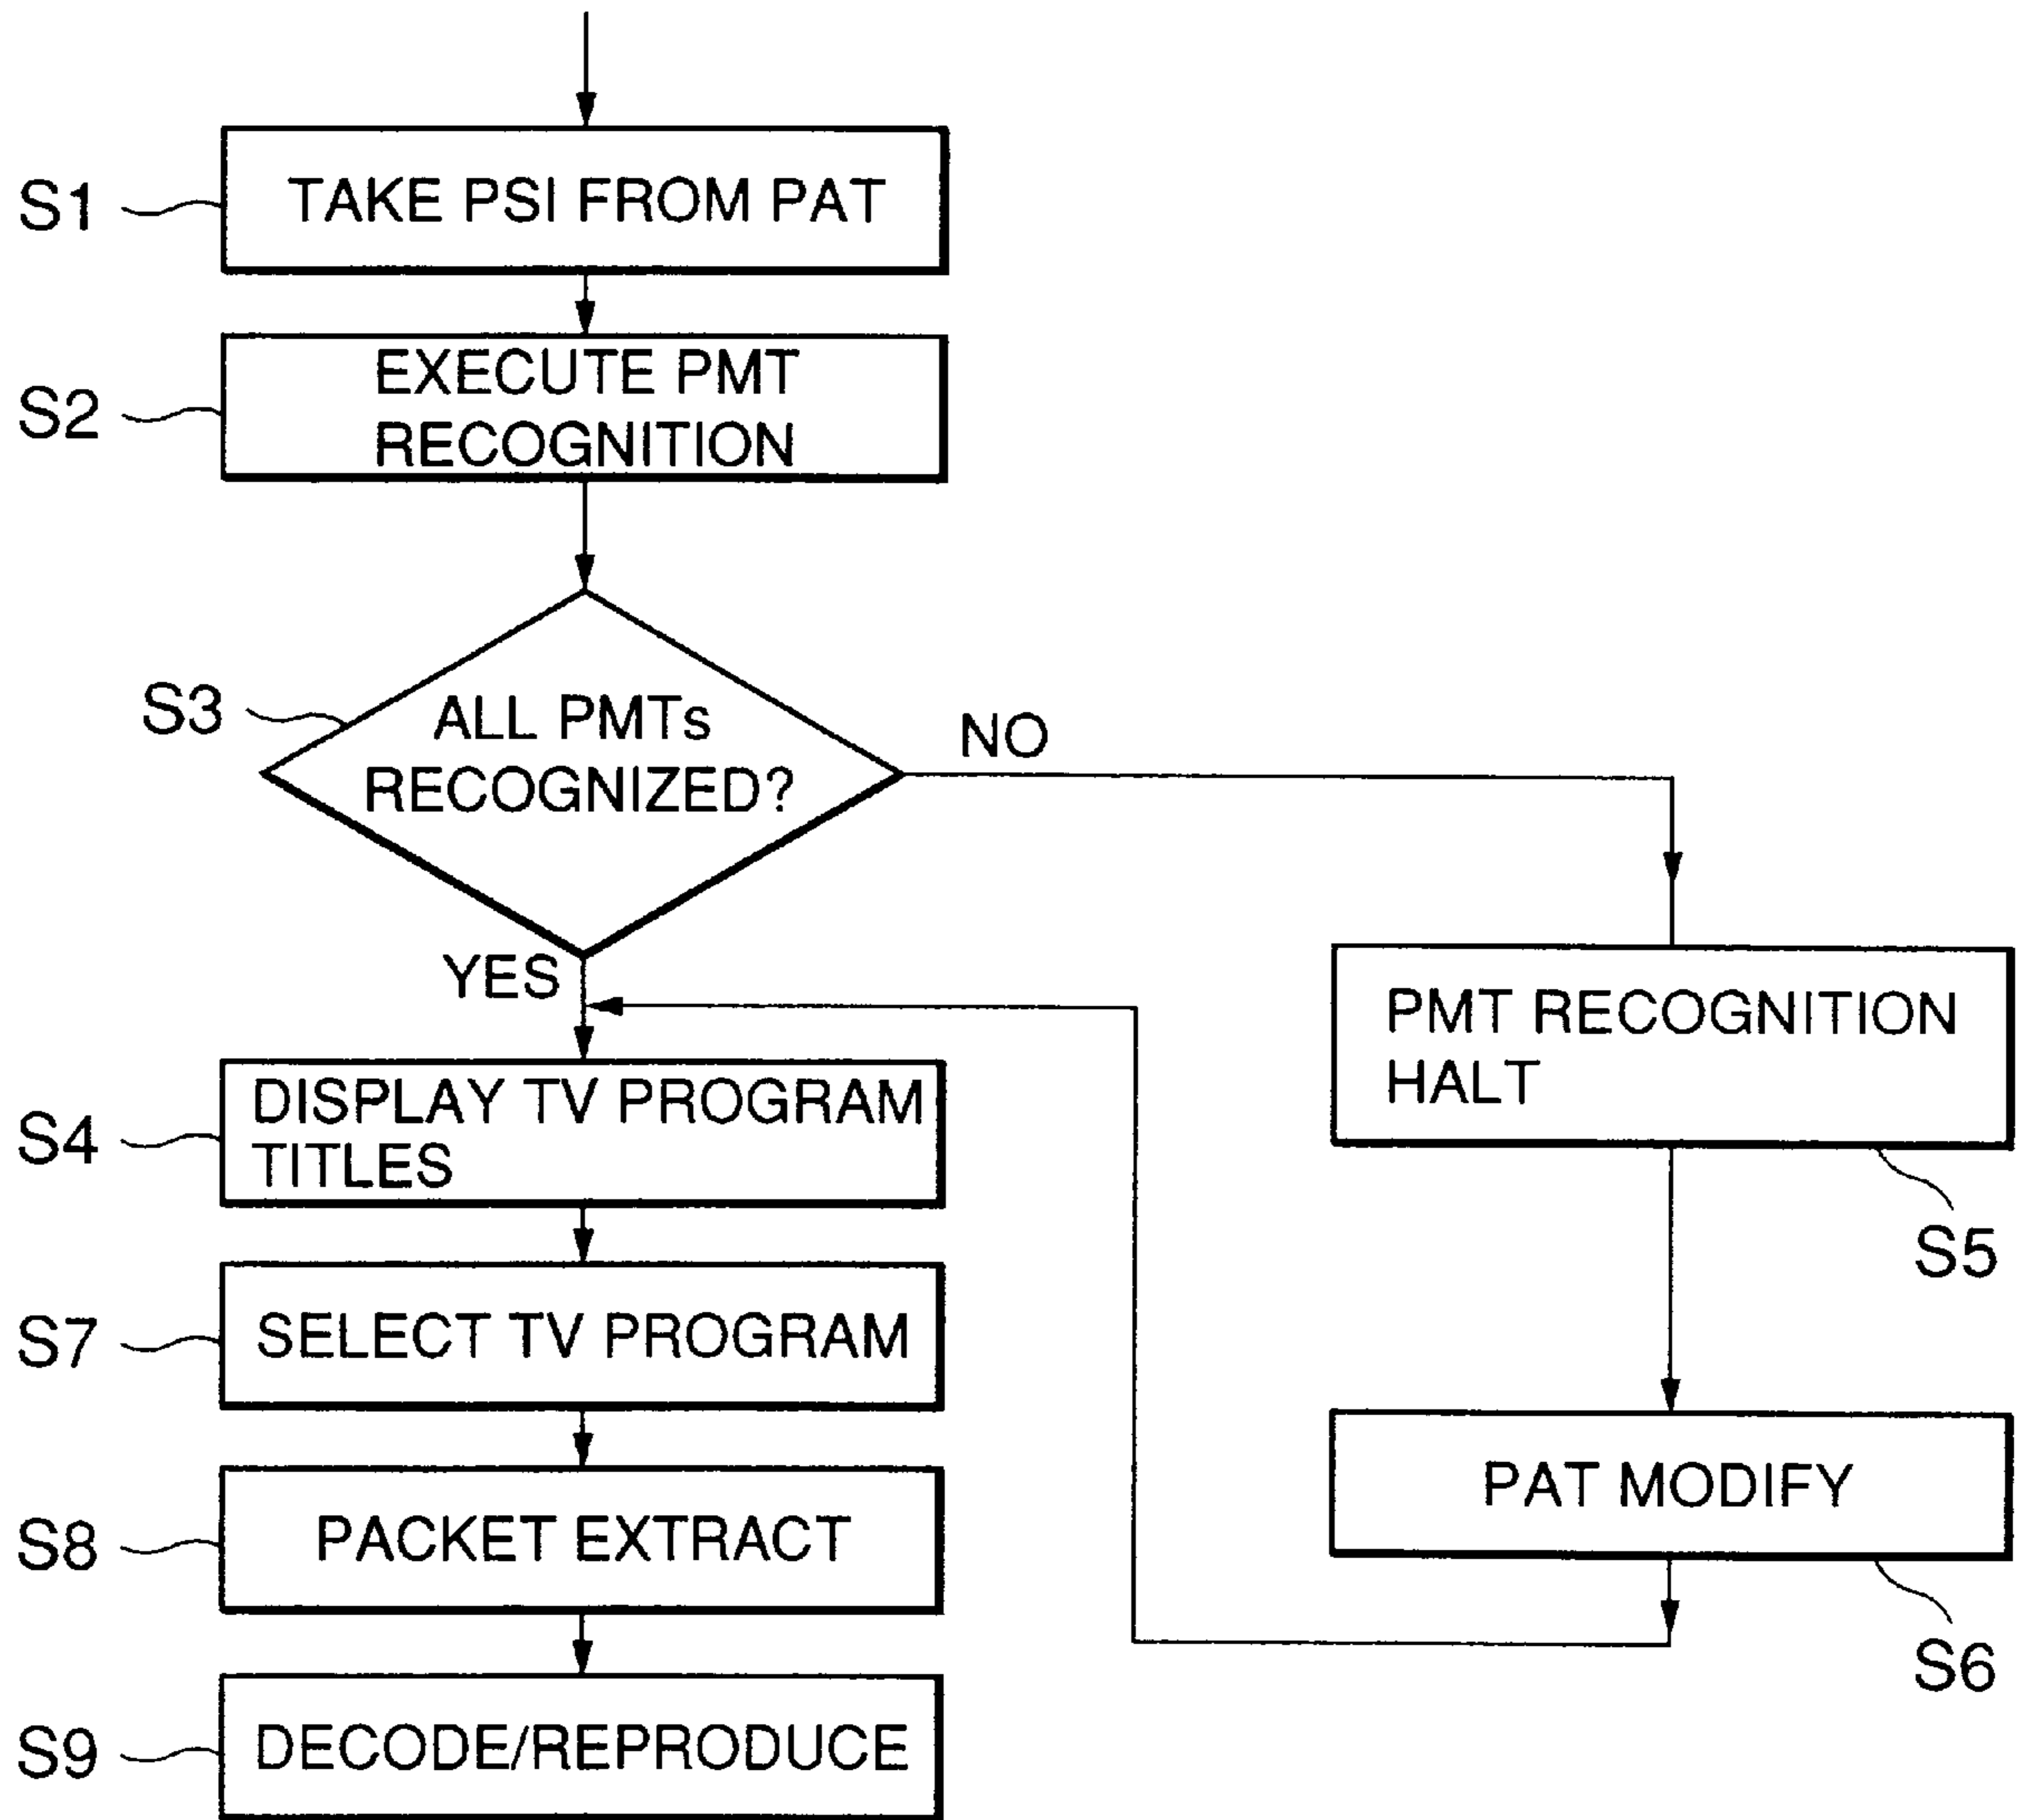 S1
TAKE PSI FROM PAT
S2
EXECUTE PMT
RECOGNITION
S3
ALL PMTs
RECOGNIZED?
NO
YES
PMT RECOGNITION
HALT
S5
S4
DISPLAY TV PROGRAM
TITLES
S7
SELECT TV PROGRAM
PAT MODIFY
S6
S8
PACKET EXTRACT
S9
DECODE/REPRODUCE